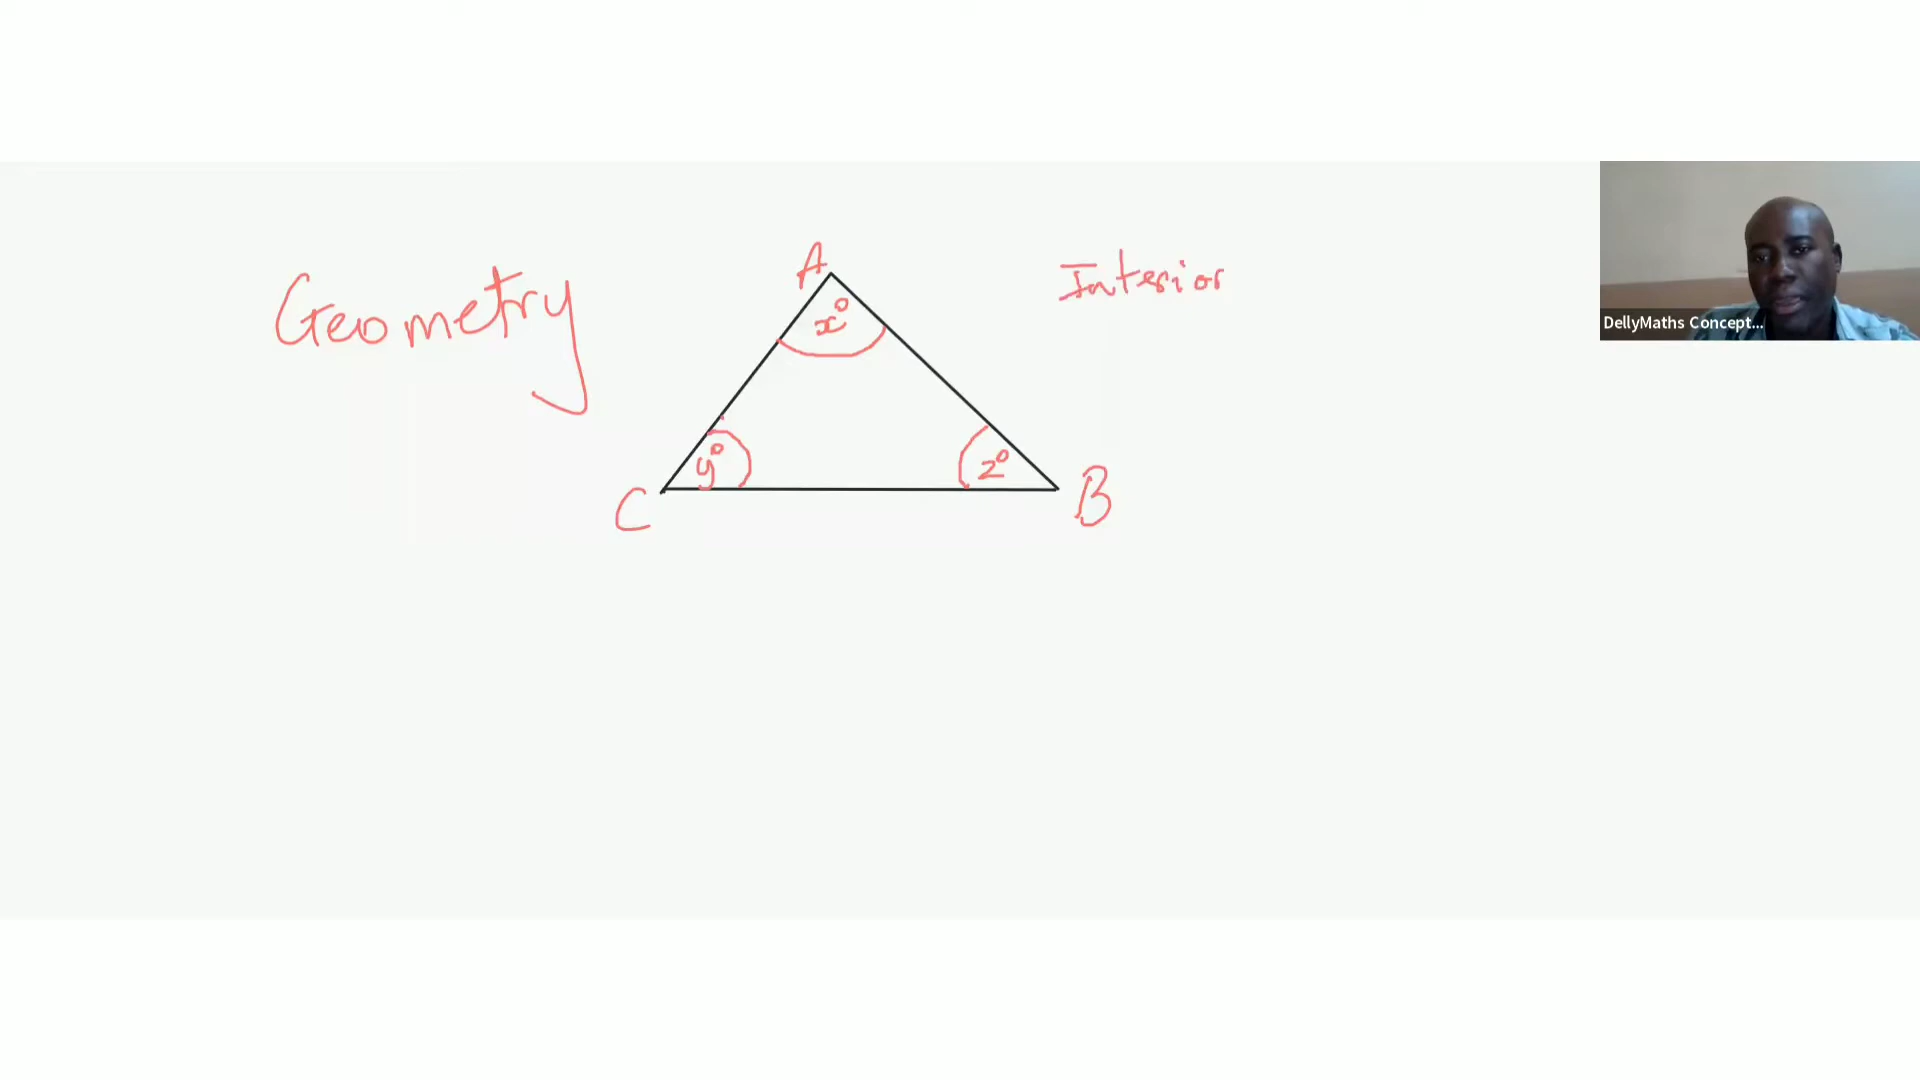 Geometry
A
Interior
x°
y°
z°
C
B
DellyMaths Concept...